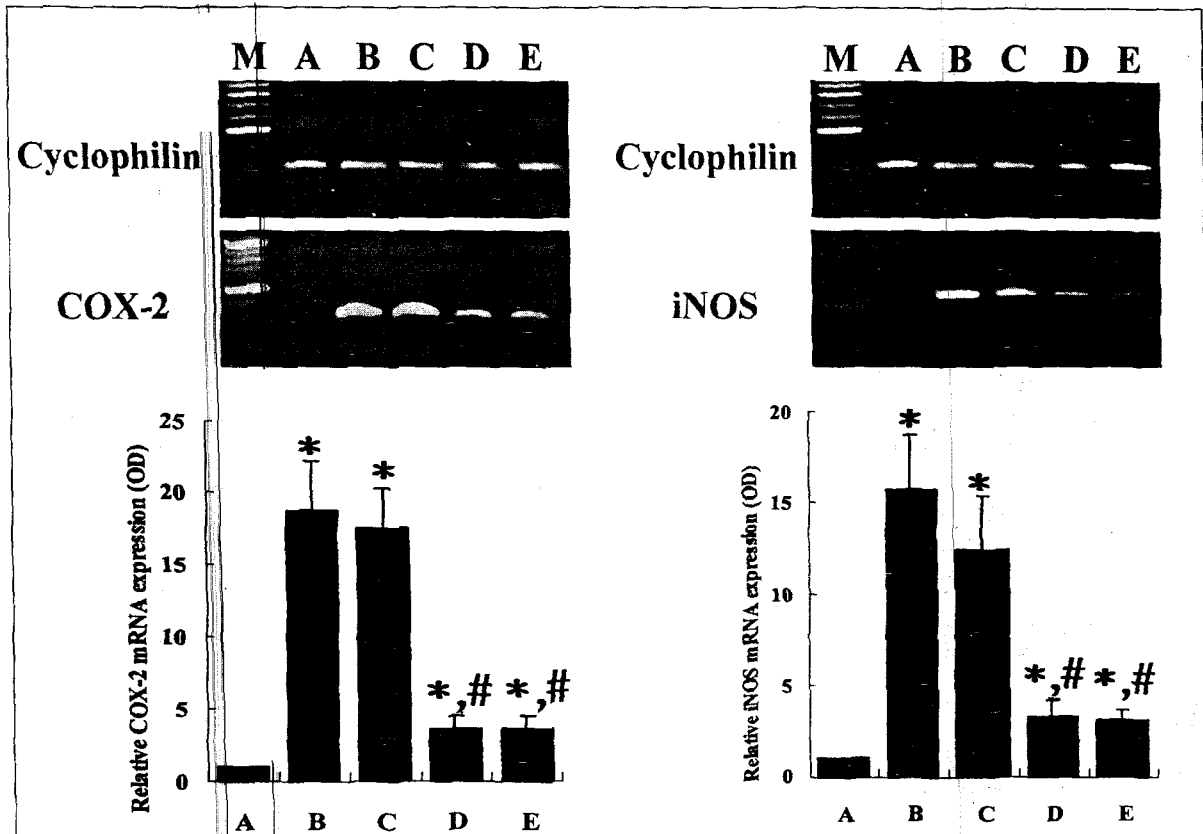 M A B C D E
Cyclophilin
COX-2
Relative COX-2 mRNA expression (OD)
25
20
15
10
5
0
*
*
*,#
*,#
A B C D E
M A B C D E
Cyclophilin
iNOS
Relative iNOS mRNA expression (OD)
20
15
10
5
0
*
*
*,#
*,#
A B C D E